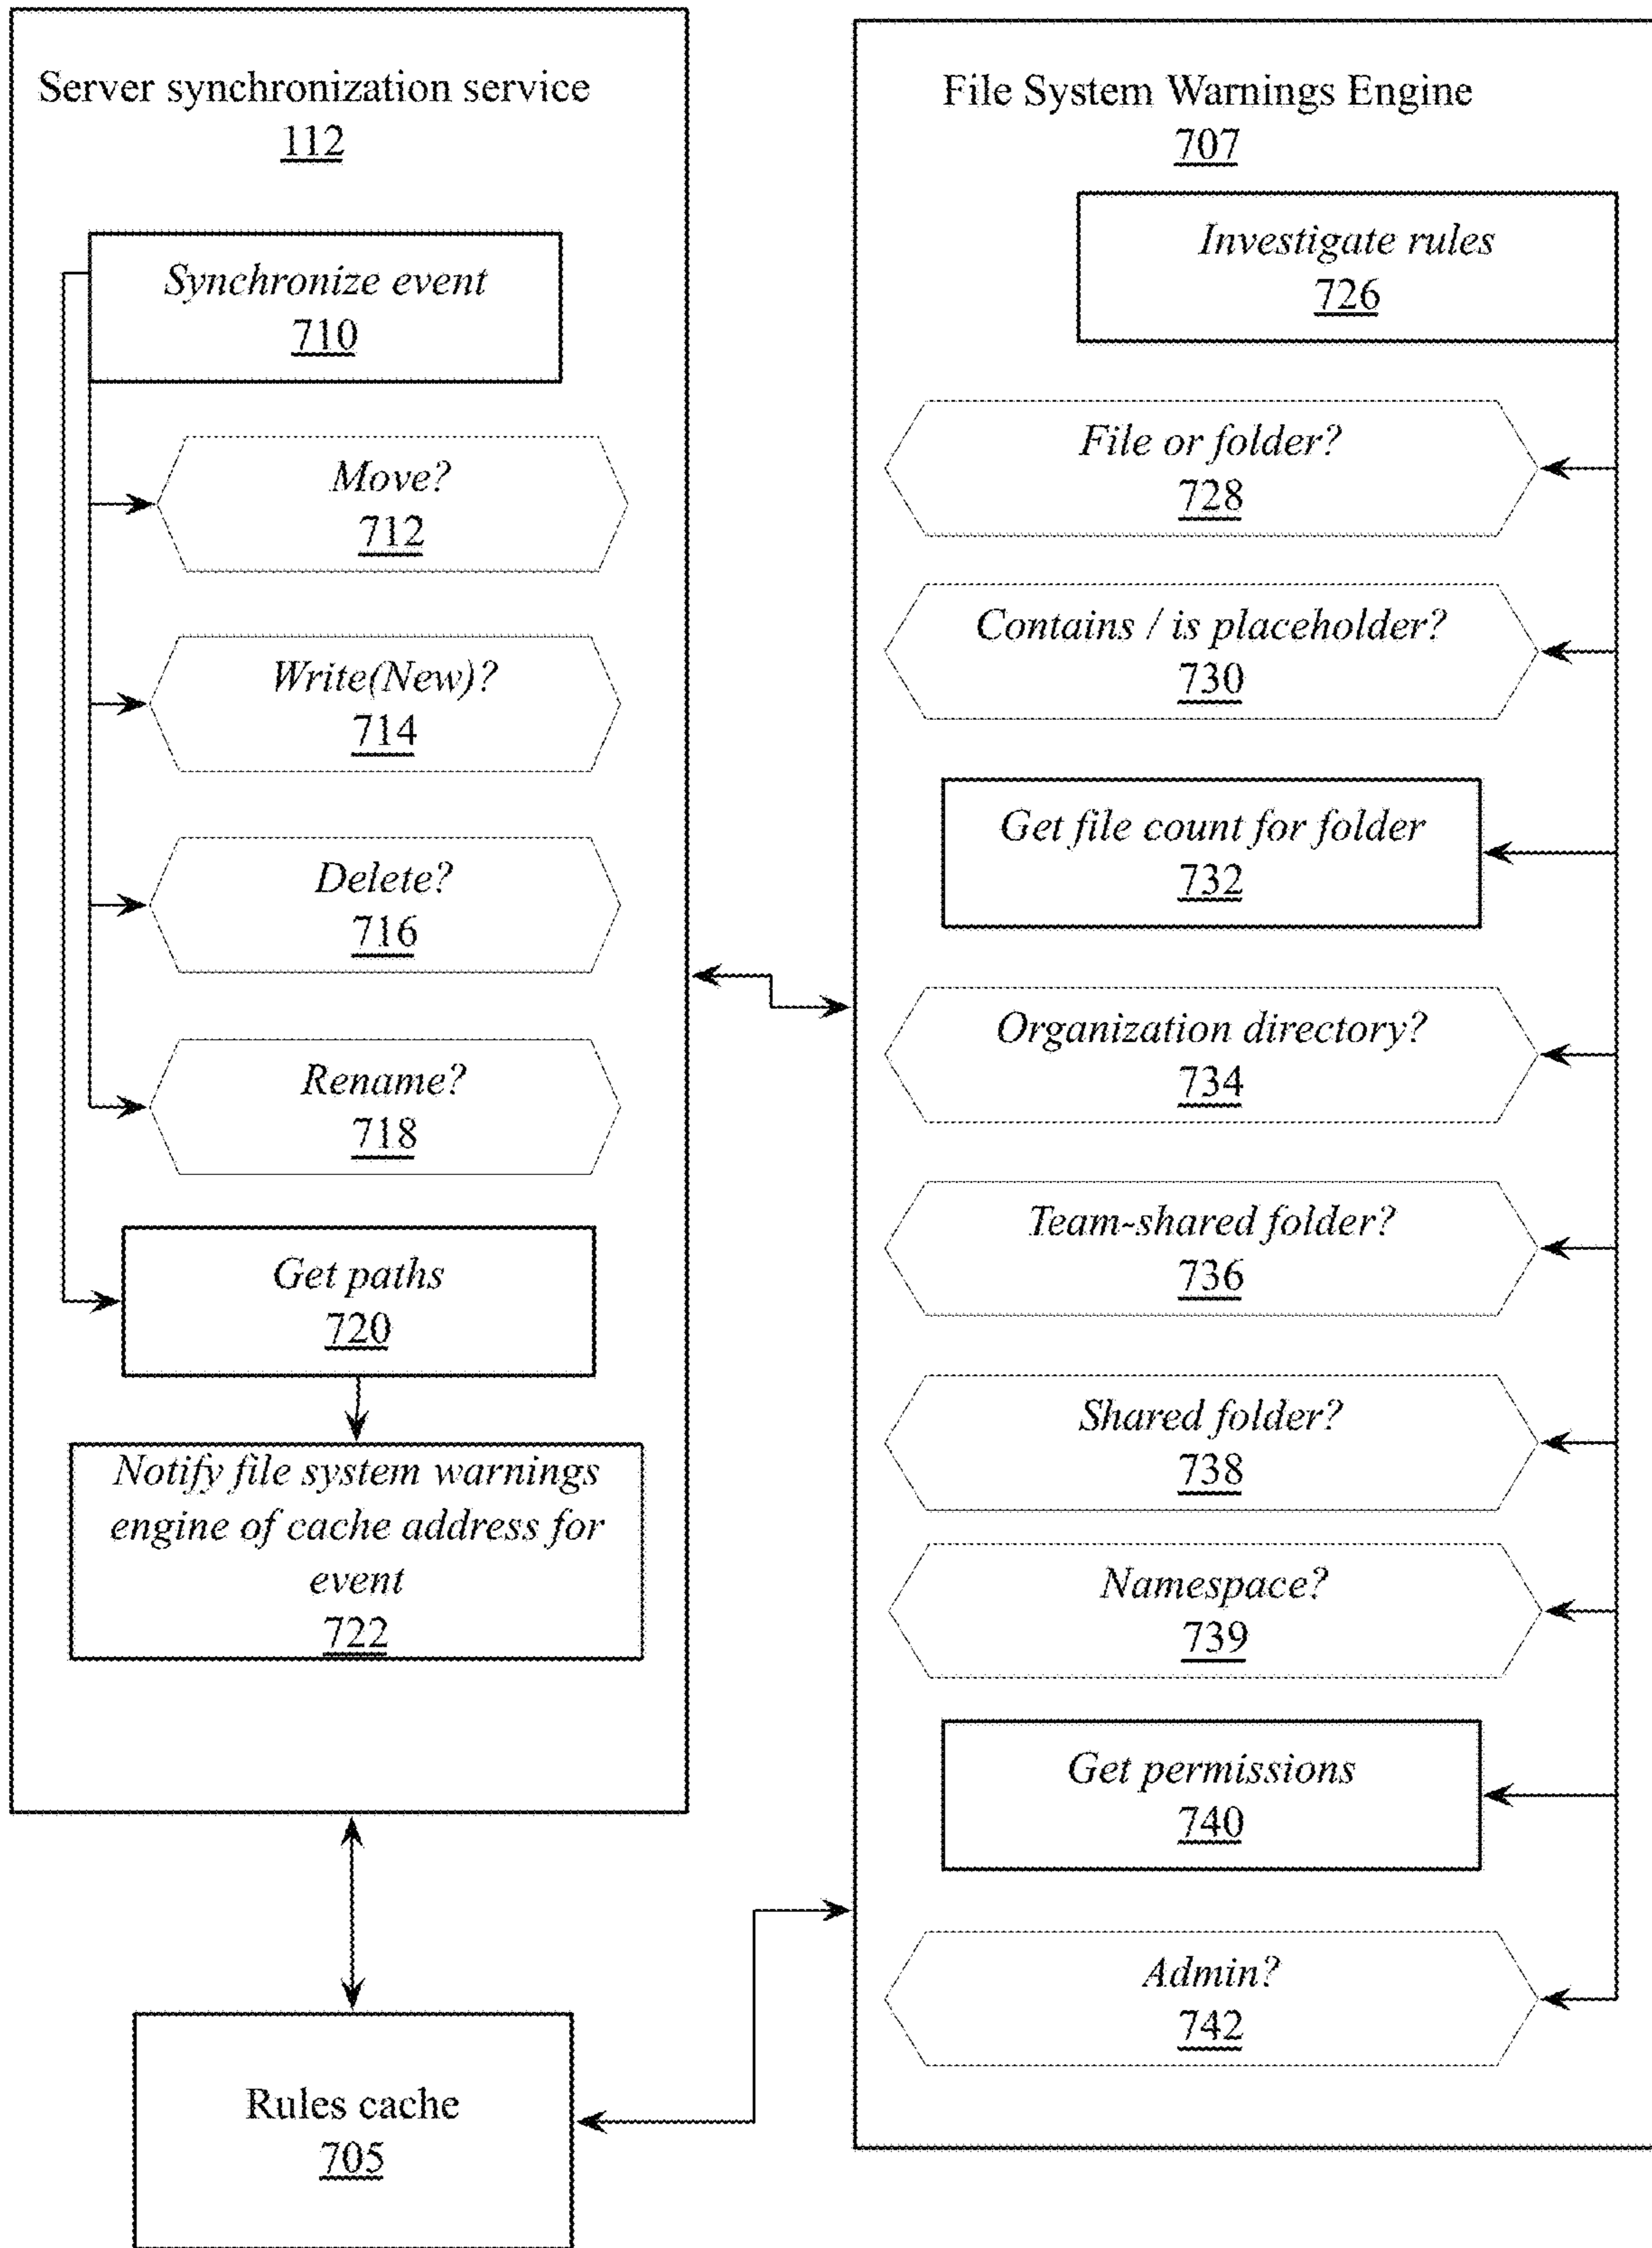 Server synchronization service
112
Synchronize event
710
Move?
712
Write(New)?
714
Delete?
716
Rename?
718
Get paths
720
Notify file system warnings
engine of cache address for
event
722
Rules cache
705
File System Warnings Engine
707
Investigate rules
726
File or folder?
728
Contains / is placeholder?
730
Get file count for folder
732
Organization directory?
734
Team-shared folder?
736
Shared folder?
738
Namespace?
739
Get permissions
740
Admin?
742